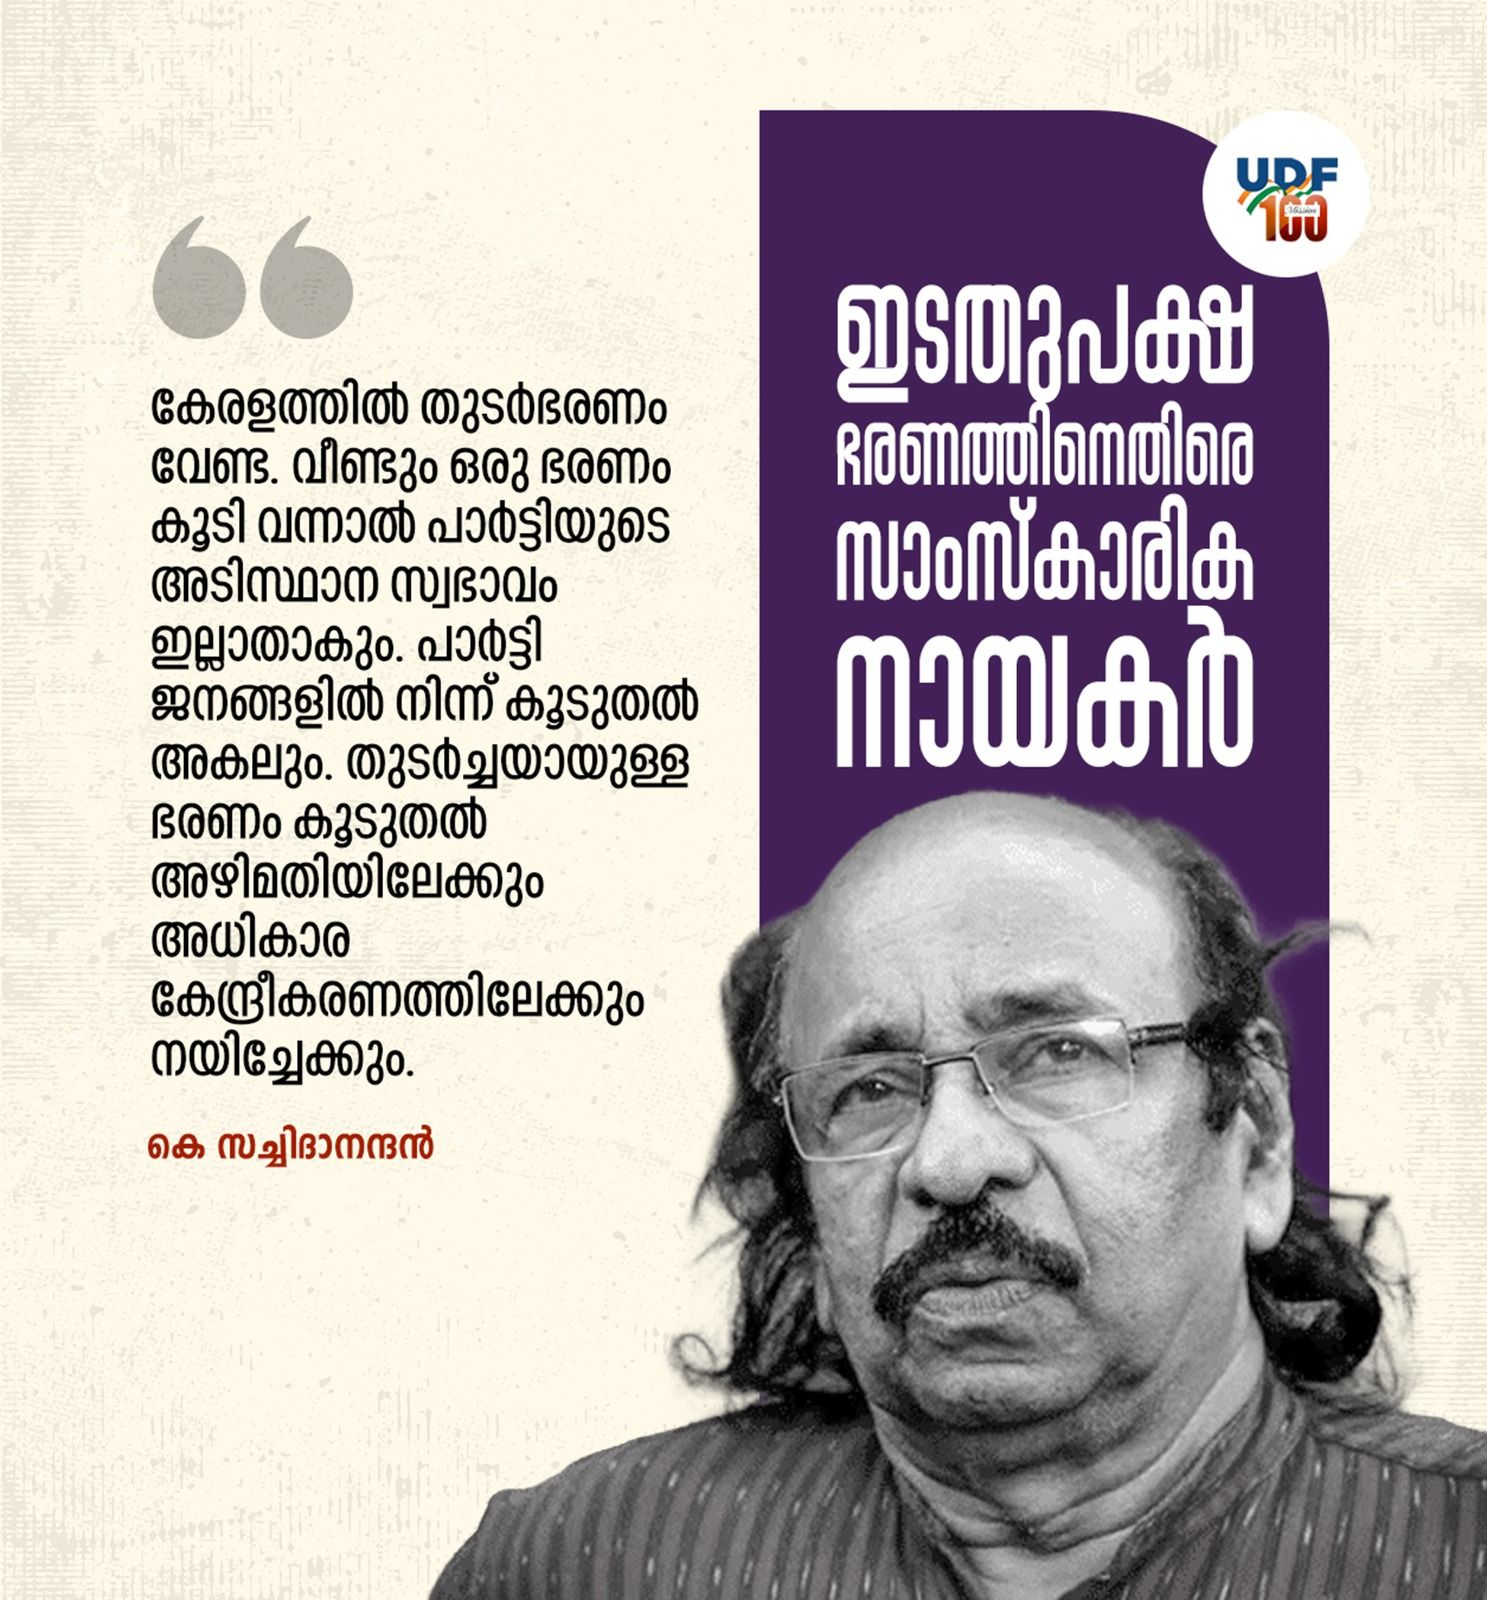 കേരളത്തിൽ തുടർഭരണം
വേണ്ട. വീണ്ടും ഒരു ഭരണം
കൂടി വന്നാൽ പാർട്ടിയുടെ
അടിസ്ഥാന സ്വഭാവം
ഇല്ലാതാകും. പാർട്ടി
ജനങ്ങളിൽ നിന്ന് കൂടുതൽ
അകലും. തുടർച്ചയായുള്ള
ഭരണം കൂടുതൽ
അഴിമതിയിലേക്കും
അധികാര
കേന്ദ്രീകരണത്തിലേക്കും
നയിച്ചേക്കും.
കെ സച്ചിദാനന്ദൻ
UDF
Mission
100
ഇടതുപക്ഷ
ഭരണത്തിനെതിരെ
സാംസ്കാരിക
നായകർ